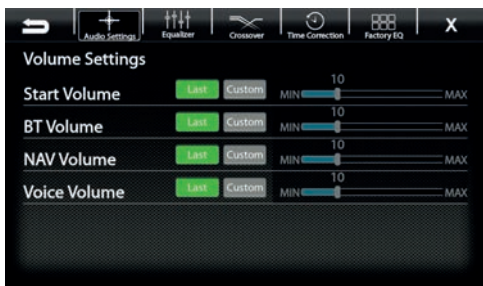 Audio Settings Equalizer Crossover Time Correction Factory EQ X
Volume Settings
10
Start Volume Last Custom MIN MAX
10
BT Volume Last Custom MIN MAX
10
NAV Volume Last Custom MIN MAX
10
Voice Volume Last Custom MIN MAX